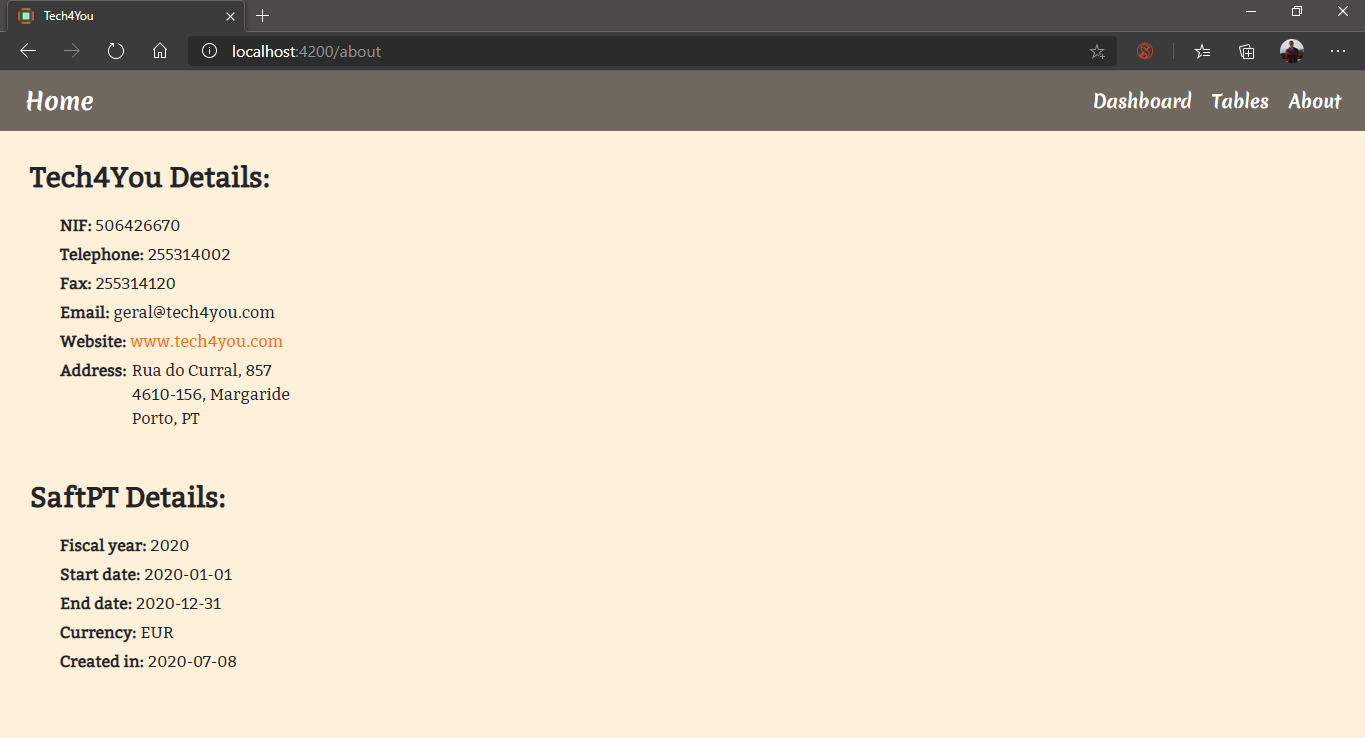 Tech4You
localhost:4200/about
Home
Dashboard Tables About
Tech4You Details:
NIF: 506426670
Telephone: 255314002
Fax: 255314120
Email: geral@tech4you.com
Website: www.tech4you.com
Address: Rua do Curral, 857
4610-156, Margaride
Porto, PT
SaftPT Details:
Fiscal year: 2020
Start date: 2020-01-01
End date: 2020-12-31
Currency: EUR
Created in: 2020-07-08